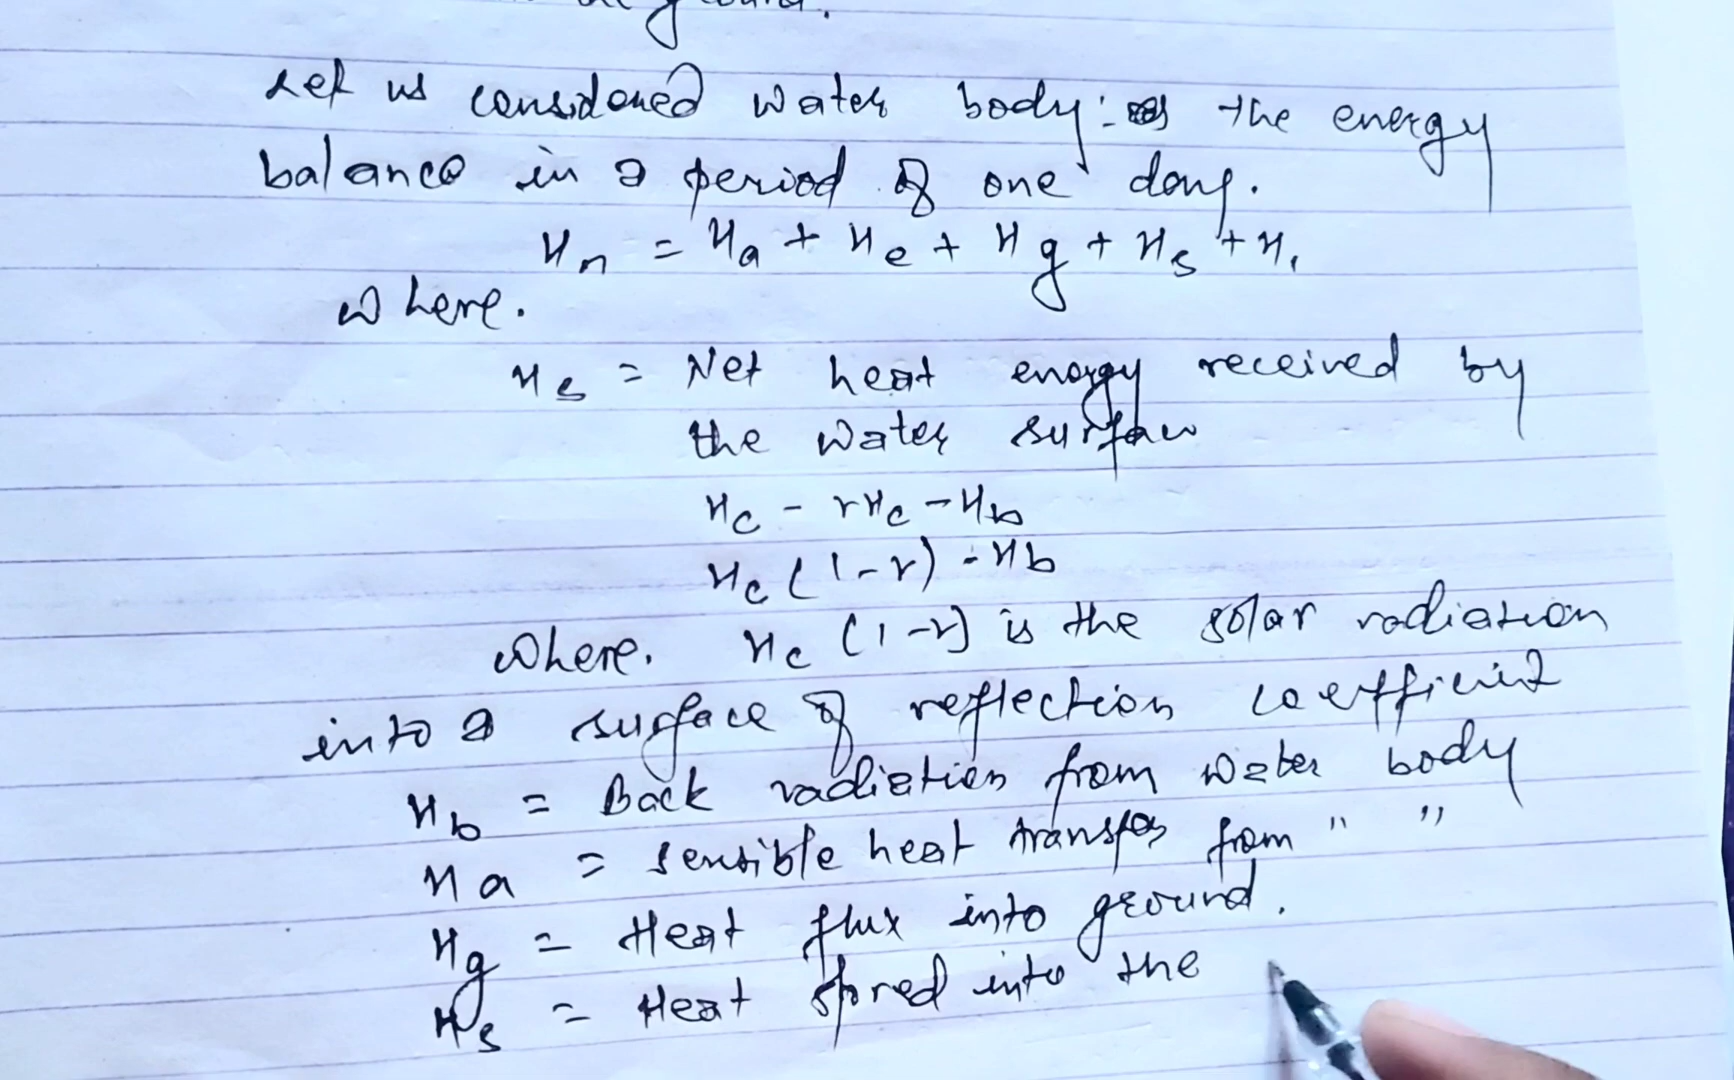 ground.
Let us considered water body: the energy
balance in a period of one day.
Hn = Ha + He + Hg + Hs + Hi
where.
Hs = Net heat energy received by
the water surface
Hc - rHc - Hb
Hc (1-r) - Hb
where. Hc (1-r) is the solar radiation
into a surface of reflection coefficient
Hb = Back radiation from water body
Ha = sensible heat transfer from " "
Hg = Heat flux into ground.
Hs = Heat stored into the